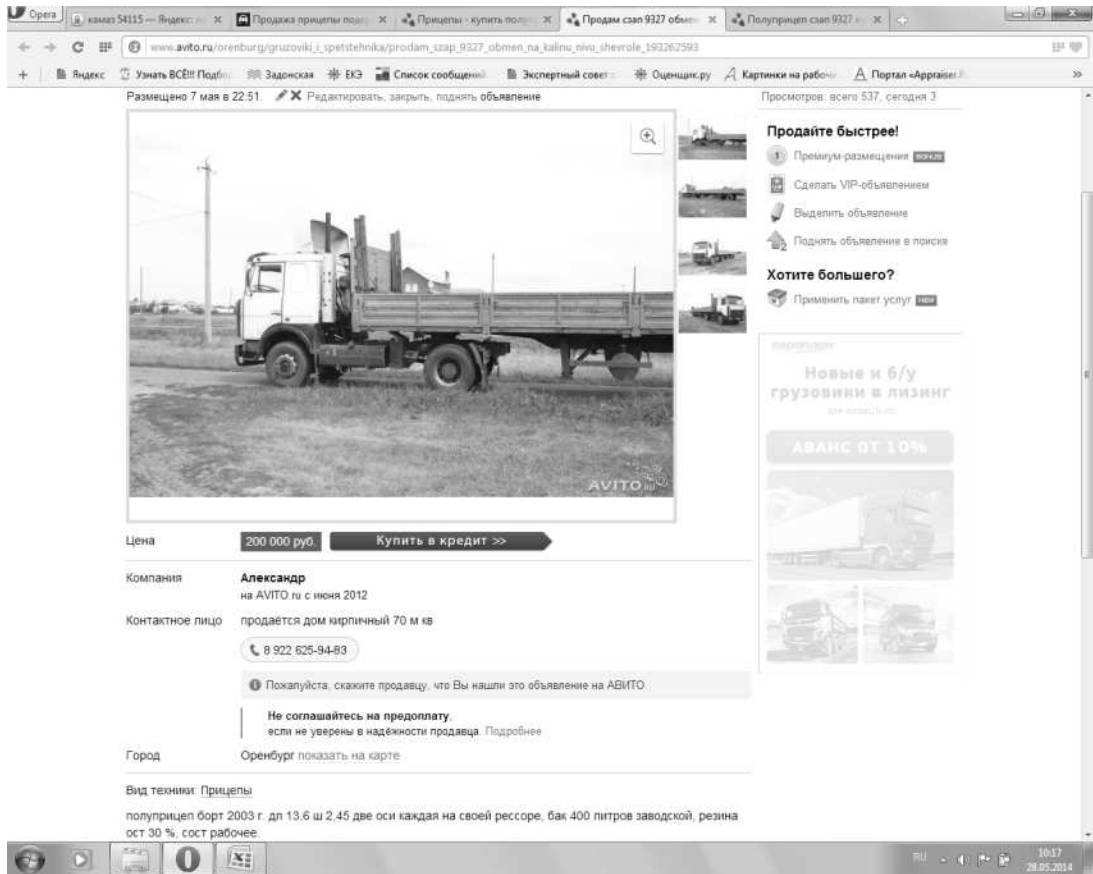 Opera
камаз 54115 — Яндекс:
Продажа прицепы
Прицепы - купить
Продам сзап 9327 обмен
Полуприцеп сзап 9327
www.avito.ru/orenburg/gruzoviki_i_spetstehnika/prodam_szap_9327_obmen_na_kalinu_nivu_shevrole_193262593
Яндекс
Узнать ВСЁ!!!
Задонская
ЕКЭ
Список сообщений
Экспертный совет
Оценщик.ру
Картинки на рабоч
Портал «Appraiser.
Размещено 7 мая в 22:51.
Редактировать, закрыть, поднять объявление
Просмотров: всего 537, сегодня 3
Продайте быстрее!
1 Премиум-размещение BONUS
Сделать VIP-объявлением
Выделить объявление
Поднять объявление в поиске
Хотите большего?
Применить пакет услуг NEW
AVITO.ru
Новые и б/у
грузовики в лизинг
АВАНС ОТ 10%
Цена
200 000 руб.
Купить в кредит >>
Компания
Александр
на AVITO.ru с июня 2012
Контактное лицо
продаётся дом кирпичный 70 м кв
8 922 625-94-83
Пожалуйста, скажите продавцу, что Вы нашли это объявление на АВИТО
Не соглашайтесь на предоплату,
если не уверены в надёжности продавца. Подробнее
Город
Оренбург показать на карте
Вид техники: Прицепы
полуприцеп борт 2003 г. дл 13,6 ш 2,45 две оси каждая на своей рессоре, бак 400 литров заводской, резина
ост 30 %, сост рабочее.
RU
10:17
28.05.2014